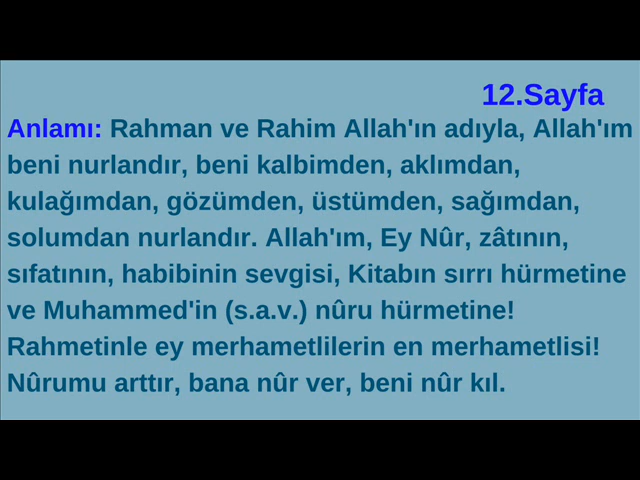 12.Sayfa
Anlamı: Rahman ve Rahim Allah'ın adıyla, Allah'ım
beni nurlandır, beni kalbimden, aklımdan,
kulağımdan, gözümden, üstümden, sağımdan,
solumdan nurlandır. Allah'ım, Ey Nûr, zâtının,
sıfatının, habibinin sevgisi, Kitabın sırrı hürmetine
ve Muhammed'in (s.a.v.) nûru hürmetine!
Rahmetinle ey merhametlilerin en merhametlisi!
Nûrumu arttır, bana nûr ver, beni nûr kıl.